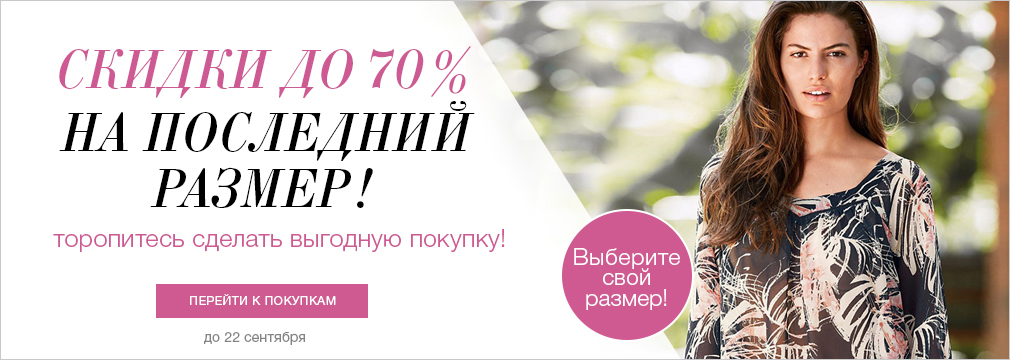 СКИДКИ ДО 70%
НА ПОСЛЕДНИЙ
РАЗМЕР!
торопитесь сделать выгодную покупку!
ПЕРЕЙТИ К ПОКУПКАМ
до 22 сентября
Выберите
свой
размер!